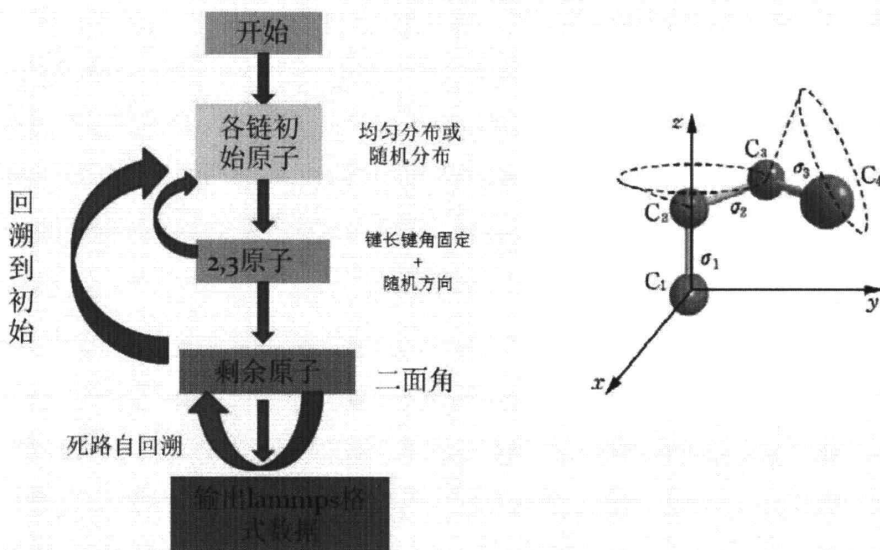 开始
各链初
始原子
均匀分布或
随机分布
回
溯
到
初
始
2,3原子
键长键角固定
+
随机方向
剩余原子
二面角
死路自回溯
输出lammps格
式数据
z
C₃
C₄
σ₃
C₂
σ₂
C₁
σ₁
y
x